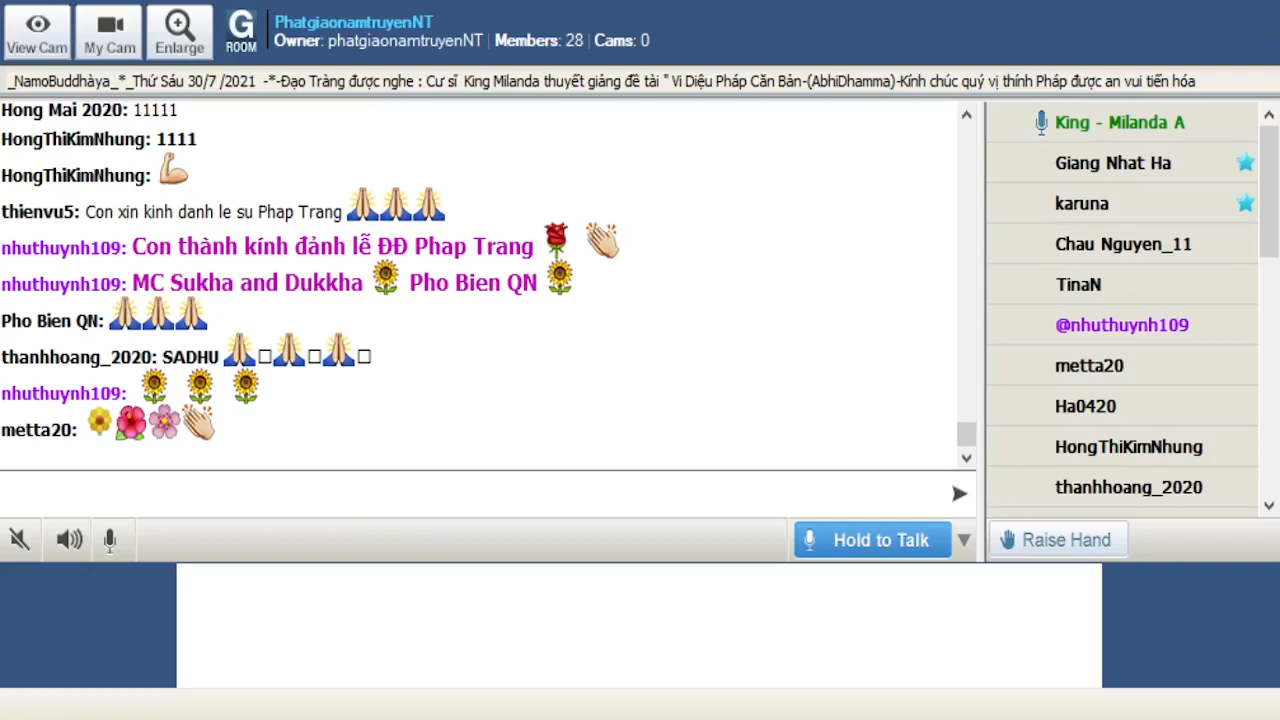 View Cam
My Cam
Enlarge
G
ROOM
PhatgiaonamtruyenNT
Owner: phatgiaonamtruyenNT | Members: 28 | Cams: 0
_NamoBuddhàya_*_Thứ Sáu 30/7 /2021 -*-Đạo Tràng được nghe : Cư sĩ King Milanda thuyết giảng đề tài " Vi Diệu Pháp Căn Bản-(AbhiDhamma)-Kính chúc quý vị thính Pháp được an vui tiến hóa
Hong Mai 2020: 11111
HongThiKimNhung: 1111
HongThiKimNhung: 💪
thienvu5: Con xin kinh danh le su Phap Trang 🙏🙏🙏
nhuthuynh109: Con thành kính đảnh lễ ĐĐ Phap Trang 🌹 👏
nhuthuynh109: MC Sukha and Dukkha 🌻 Pho Bien QN 🌻
Pho Bien QN: 🙏🙏🙏
thanhhoang_2020: SADHU 🙏□🙏□🙏□
nhuthuynh109: 🌻 🌻 🌻
metta20: 🌼🌺🌸👏
King - Milanda A
Giang Nhat Ha
karuna
Chau Nguyen_11
TinaN
@nhuthuynh109
metta20
Ha0420
HongThiKimNhung
thanhhoang_2020
Hold to Talk
Raise Hand